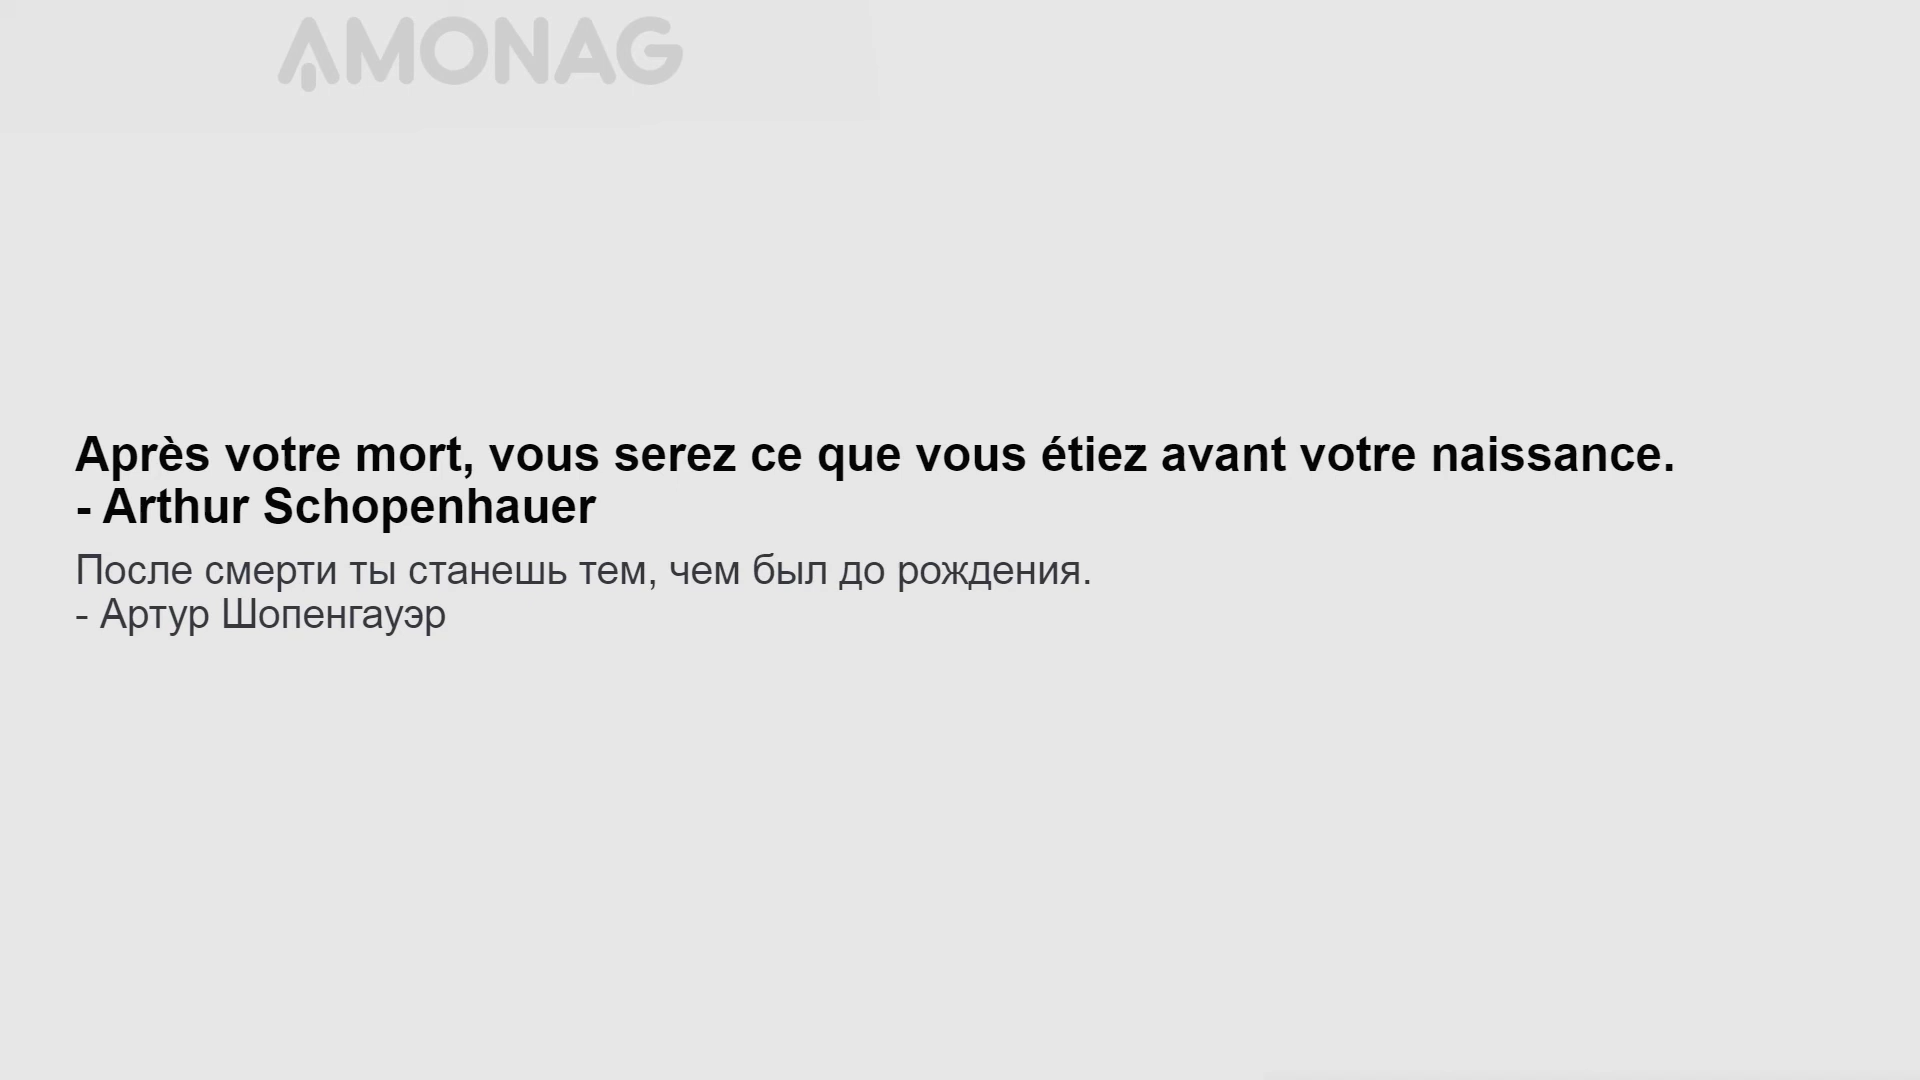 AMONAG
Après votre mort, vous serez ce que vous étiez avant votre naissance.
- Arthur Schopenhauer
После смерти ты станешь тем, чем был до рождения.
- Артур Шопенгауэр